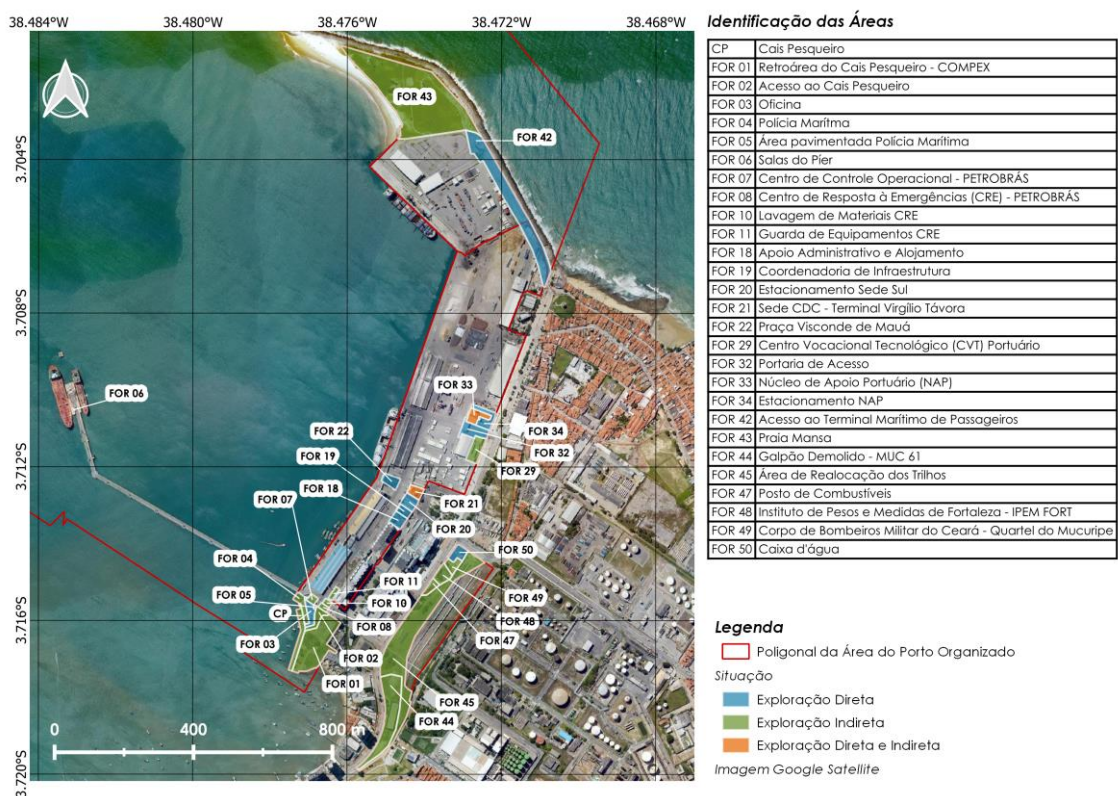 38.484°W 38.480°W 38.476°W 38.472°W 38.468°W
3.704°S
3.708°S
3.712°S
3.716°S
3.720°S
FOR 43
FOR 42
FOR 06
FOR 33
FOR 34
FOR 22
FOR 32
FOR 19
FOR 29
FOR 18
FOR 21
FOR 07
FOR 20
FOR 50
FOR 04
FOR 11
FOR 05
FOR 49
FOR 10
CP
FOR 48
FOR 08
FOR 03
FOR 47
FOR 02
FOR 01
FOR 45
FOR 44
0 400 800 m
Identificação das Áreas
CP Cais Pesqueiro
FOR 01 Retroárea do Cais Pesqueiro - COMPEX
FOR 02 Acesso ao Cais Pesqueiro
FOR 03 Oficina
FOR 04 Polícia Marítma
FOR 05 Área pavimentada Polícia Marítima
FOR 06 Salas do Píer
FOR 07 Centro de Controle Operacional - PETROBRÁS
FOR 08 Centro de Resposta à Emergências (CRE) - PETROBRÁS
FOR 10 Lavagem de Materiais CRE
FOR 11 Guarda de Equipamentos CRE
FOR 18 Apoio Administrativo e Alojamento
FOR 19 Coordenadoria de Infraestrutura
FOR 20 Estacionamento Sede Sul
FOR 21 Sede CDC - Terminal Virgílio Távora
FOR 22 Praça Visconde de Mauá
FOR 29 Centro Vocacional Tecnológico (CVT) Portuário
FOR 32 Portaria de Acesso
FOR 33 Núcleo de Apoio Portuário (NAP)
FOR 34 Estacionamento NAP
FOR 42 Acesso ao Terminal Marítimo de Passageiros
FOR 43 Praia Mansa
FOR 44 Galpão Demolido - MUC 61
FOR 45 Área de Realocação dos Trilhos
FOR 47 Posto de Combustíveis
FOR 48 Instituto de Pesos e Medidas de Fortaleza - IPEM FORT
FOR 49 Corpo de Bombeiros Militar do Ceará - Quartel do Mucuripe
FOR 50 Caixa d'água
Legenda
Poligonal da Área do Porto Organizado
Situação
Exploração Direta
Exploração Indireta
Exploração Direta e Indireta
Imagem Google Satellite